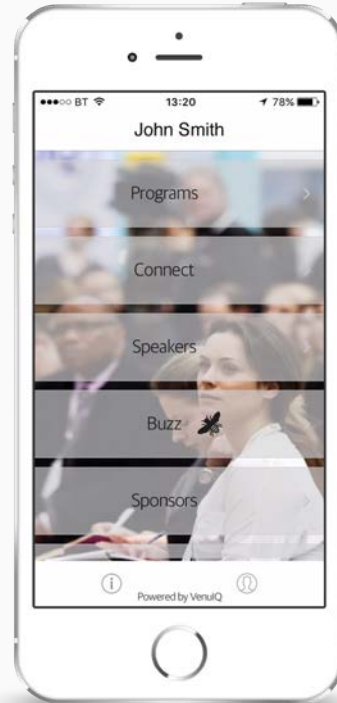 BT 13:20 78%
John Smith
Programs
Connect
Speakers
Buzz
Sponsors
Powered by VenuIQ